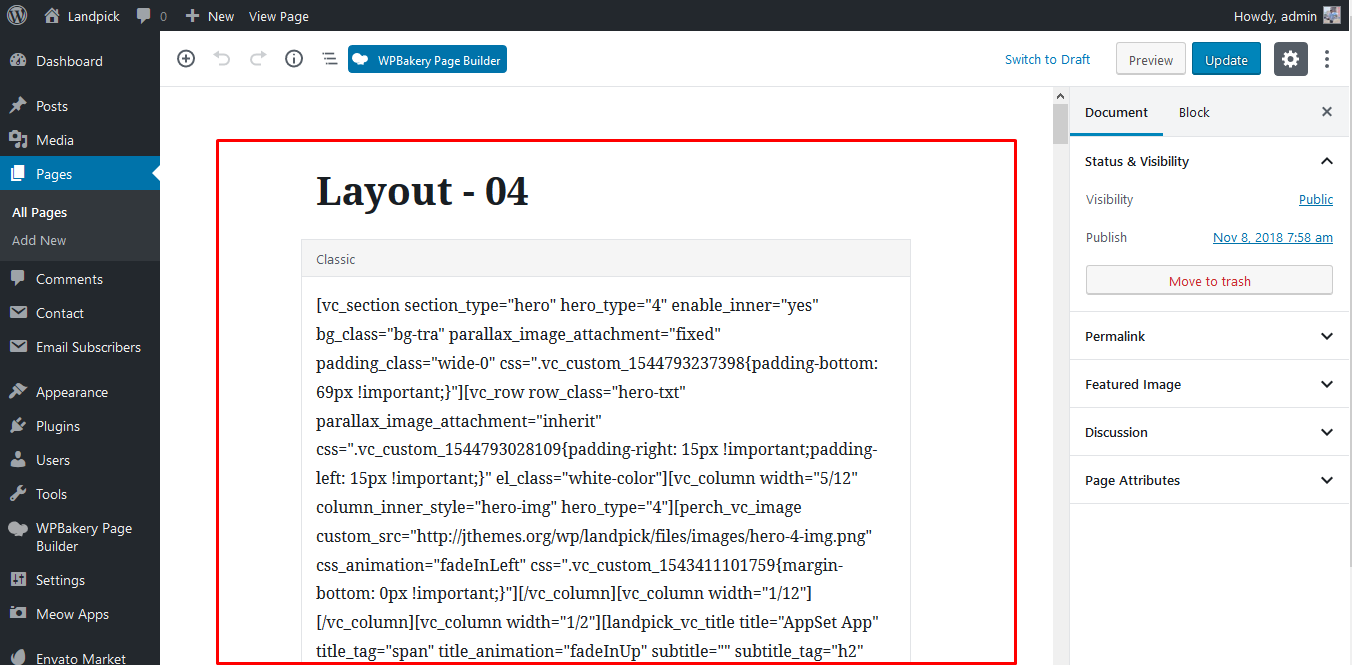 Landpick 0 New View Page Howdy, admin
Dashboard
Posts
Media
Pages
All Pages
Add New
Comments
Contact
Email Subscribers
Appearance
Plugins
Users
Tools
WPBakery Page
Builder
Settings
Meow Apps
Envato Market
WPBakery Page Builder Switch to Draft Preview Update
Layout - 04
Classic
[vc_section section_type="hero" hero_type="4" enable_inner="yes"
bg_class="bg-tra" parallax_image_attachment="fixed"
padding_class="wide-0" css=".vc_custom_1544793237398{padding-bottom:
69px !important;}"][vc_row row_class="hero-txt"
parallax_image_attachment="inherit"
css=".vc_custom_1544793028109{padding-right: 15px !important;padding-
left: 15px !important;}" el_class="white-color"][vc_column width="5/12"
column_inner_style="hero-img" hero_type="4"][perch_vc_image
custom_src="http://jthemes.org/wp/landpick/files/images/hero-4-img.png"
css_animation="fadeInLeft" css=".vc_custom_1543411101759{margin-
bottom: 0px !important;}"][/vc_column][vc_column width="1/12"]
[/vc_column][vc_column width="1/2"][landpick_vc_title title="AppSet App"
title_tag="span" title_animation="fadeInUp" subtitle="" subtitle_tag="h2"
Document Block
Status & Visibility
Visibility Public
Publish Nov 8, 2018 7:58 am
Move to trash
Permalink
Featured Image
Discussion
Page Attributes